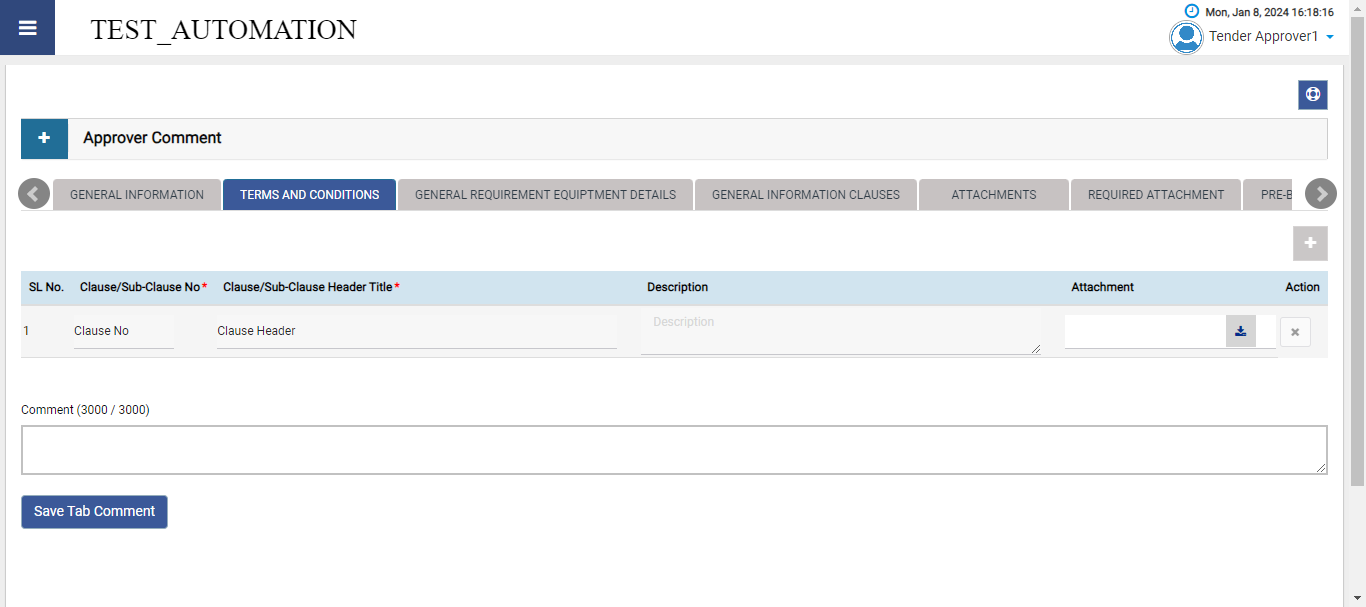 TEST_AUTOMATION
Mon, Jan 8, 2024 16:18:16
Tender Approver1
Approver Comment
GENERAL INFORMATION
TERMS AND CONDITIONS
GENERAL REQUIREMENT EQUIPTMENT DETAILS
GENERAL INFORMATION CLAUSES
ATTACHMENTS
REQUIRED ATTACHMENT
PRE-B
SL No. Clause/Sub-Clause No* Clause/Sub-Clause Header Title* Description Attachment Action
1 Clause No Clause Header Description
Comment (3000 / 3000)
Save Tab Comment